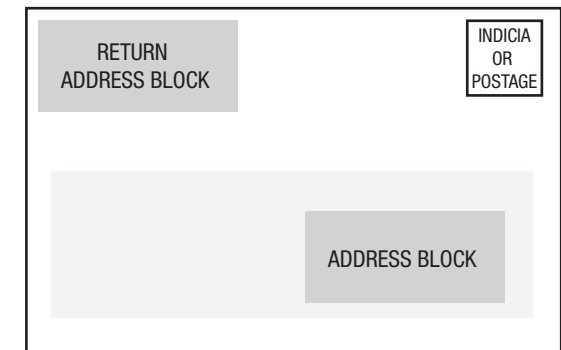 RETURN
ADDRESS BLOCK
INDICIA
OR
POSTAGE
ADDRESS BLOCK